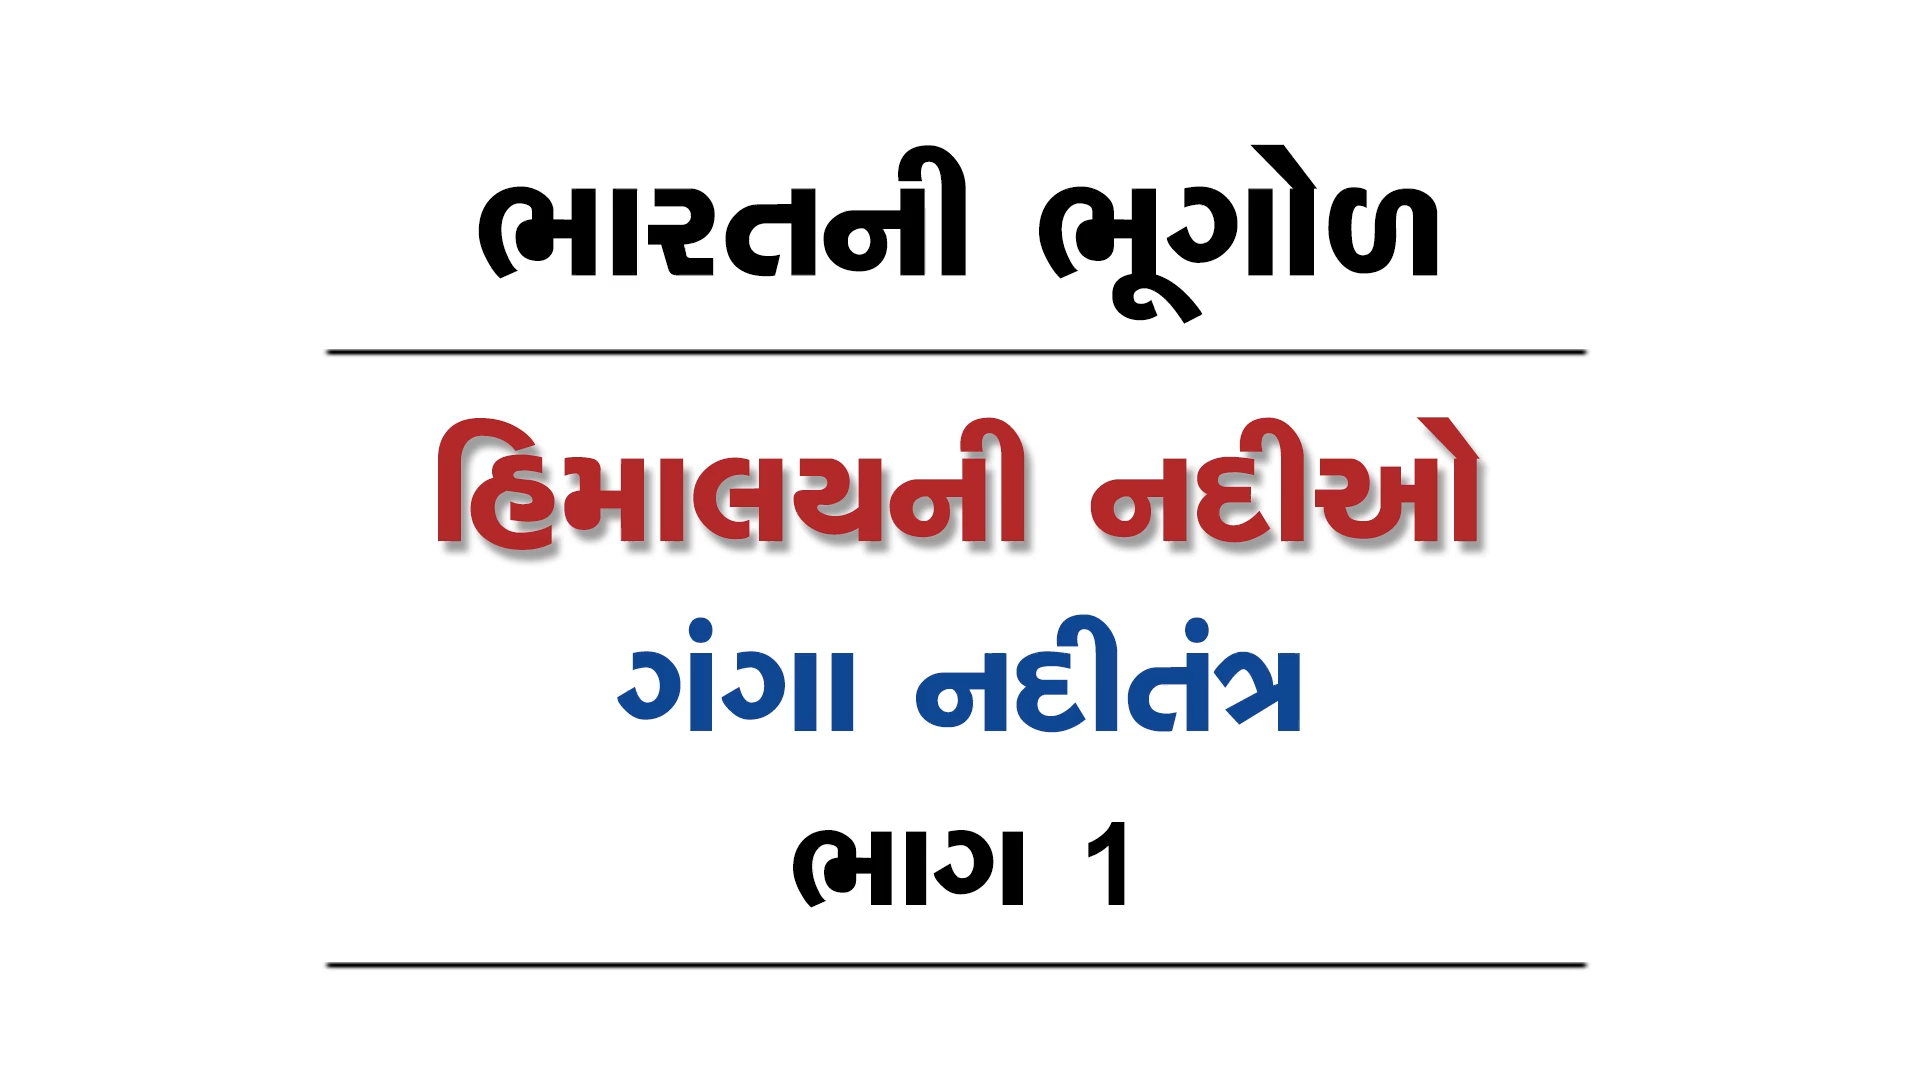 ભારતની ભૂગોળ
હિમાલયની નદીઓ
ગંગા નદીતંત્ર
ભાગ 1